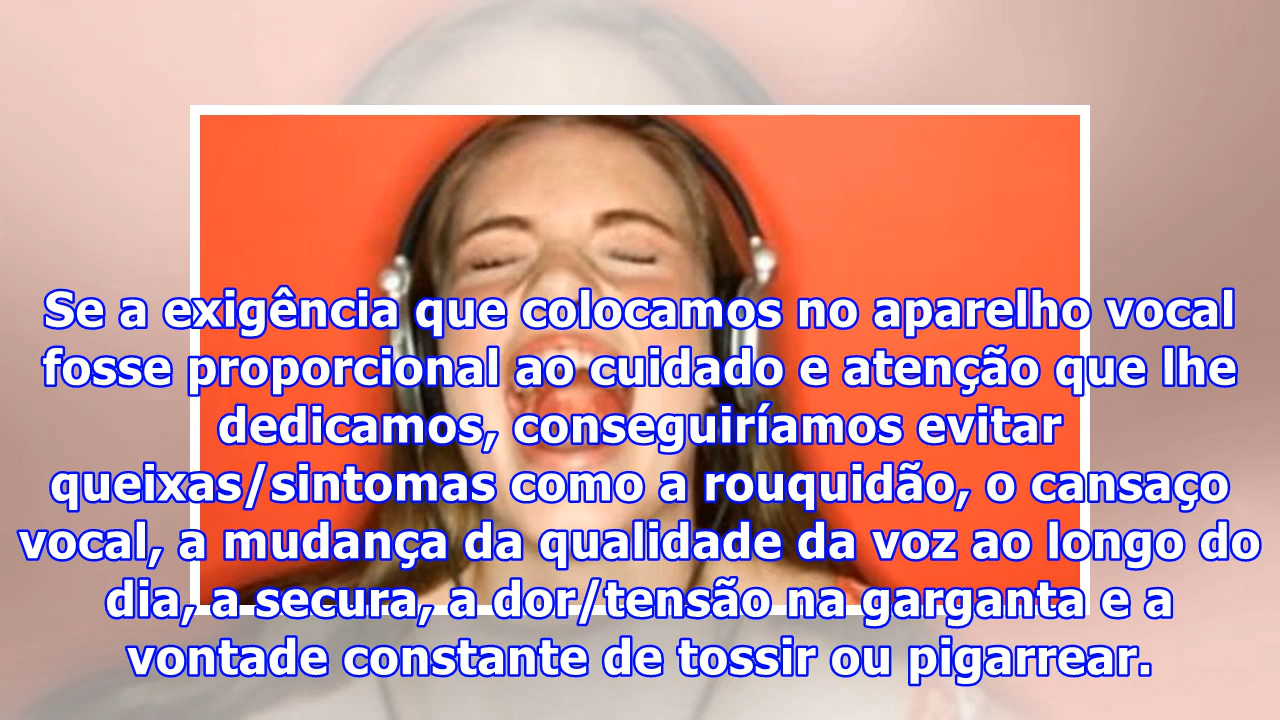 Se a exigência que colocamos no aparelho vocal
fosse proporcional ao cuidado e atenção que lhe
dedicamos, conseguiríamos evitar
queixas/sintomas como a rouquidão, o cansaço
vocal, a mudança da qualidade da voz ao longo do
dia, a secura, a dor/tensão na garganta e a
vontade constante de tossir ou pigarrear.